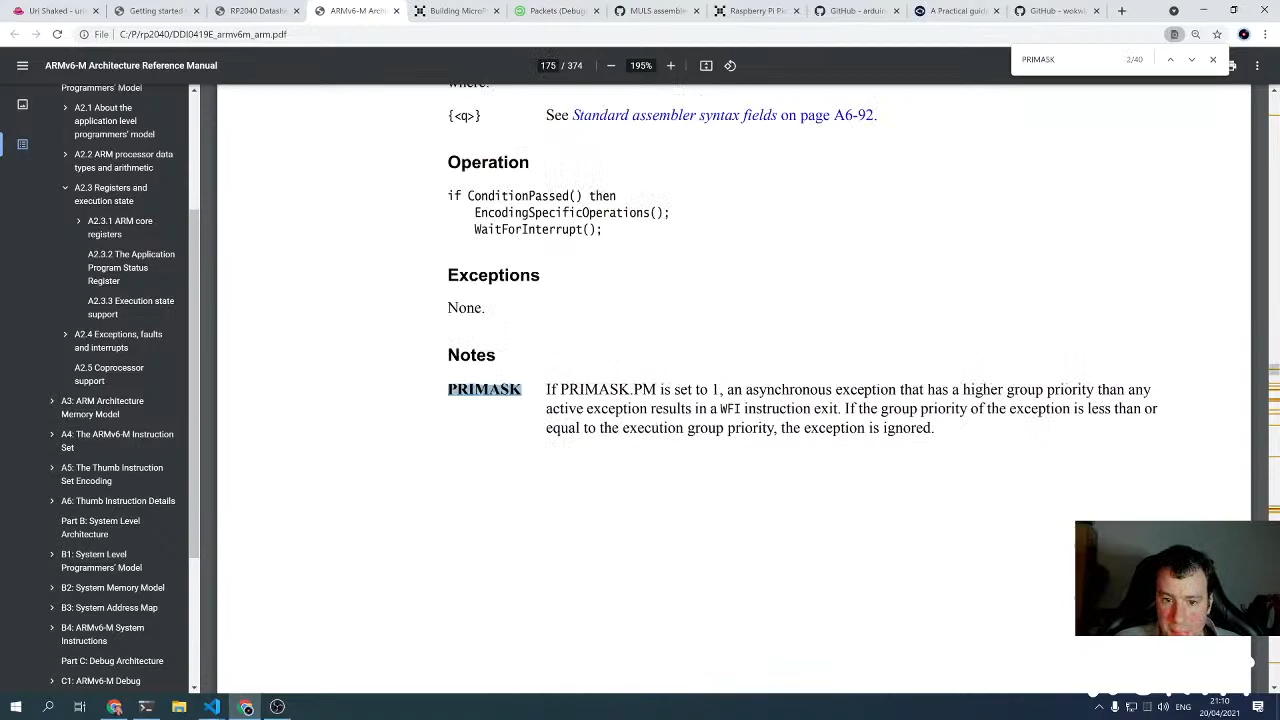 Uri Shaked - uri
Getting started
RP2040 Datashe
ARMv6-M Archi
Building MicroPy
Packets (Debug
MULS assemble
Raspberry Pi Pic
GitHub - arduin
A Practical guide
GitHub - wokwi
File
C:/P/rp2040/DDI0419E_armv6m_arm.pdf
ARMv6-M Architecture Reference Manual
175 / 374
195%
PRIMASK
2/40
Programmers' Model
A2.1 About the
application level
programmers' model
A2.2 ARM processor data
types and arithmetic
A2.3 Registers and
execution state
A2.3.1 ARM core
registers
A2.3.2 The Application
Program Status
Register
A2.3.3 Execution state
support
A2.4 Exceptions, faults
and interrupts
A2.5 Coprocessor
support
A3: ARM Architecture
Memory Model
A4: The ARMv6-M Instruction
Set
A5: The Thumb Instruction
Set Encoding
A6: Thumb Instruction Details
Part B: System Level
Architecture
B1: System Level
Programmers' Model
B2: System Memory Model
B3: System Address Map
B4: ARMv6-M System
Instructions
Part C: Debug Architecture
C1: ARMv6-M Debug
where:
{<q>} See Standard assembler syntax fields on page A6-92.
Operation
if ConditionPassed() then
EncodingSpecificOperations();
WaitForInterrupt();
Exceptions
None.
Notes
PRIMASK If PRIMASK.PM is set to 1, an asynchronous exception that has a higher group priority than any
active exception results in a WFI instruction exit. If the group priority of the exception is less than or
equal to the execution group priority, the exception is ignored.
ENG
21:10
20/04/2021